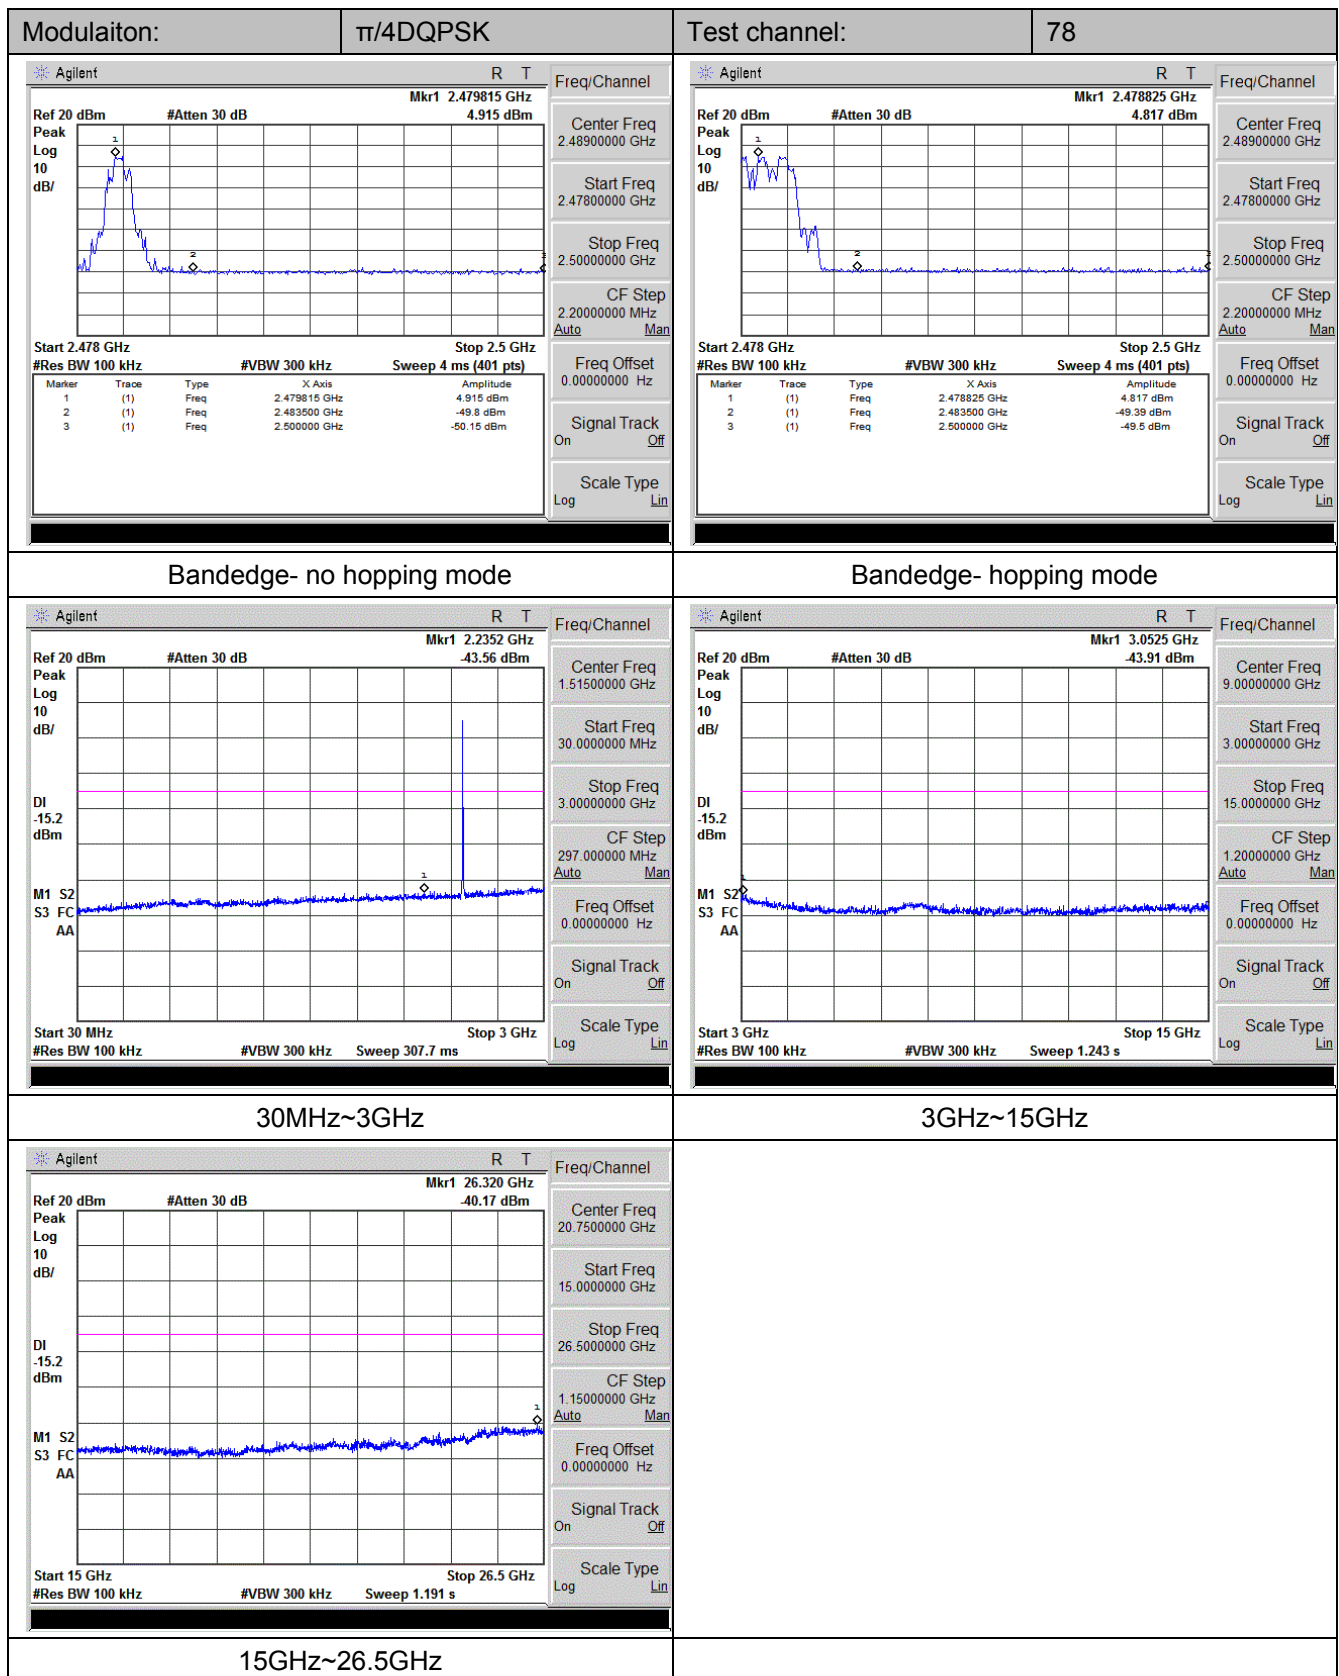 Modulaiton: π/4DQPSK Test channel: 78
Agilent R T
Mkr1 2.479815 GHz
Ref 20 dBm #Atten 30 dB 4.915 dBm
Peak
Log
10
dB/
1
2
Start 2.478 GHz Stop 2.5 GHz
#Res BW 100 kHz #VBW 300 kHz Sweep 4 ms (401 pts)
Marker Trace Type X Axis Amplitude
1 (1) Freq 2.479815 GHz 4.915 dBm
2 (1) Freq 2.483500 GHz -49.8 dBm
3 (1) Freq 2.500000 GHz -50.15 dBm
Freq/Channel
Center Freq
2.48900000 GHz
Start Freq
2.47800000 GHz
Stop Freq
2.50000000 GHz
CF Step
2.20000000 MHz
Auto Man
Freq Offset
0.00000000 Hz
Signal Track
On Off
Scale Type
Log Lin
Agilent R T
Mkr1 2.478825 GHz
Ref 20 dBm #Atten 30 dB 4.817 dBm
Peak
Log
10
dB/
1
2
Start 2.478 GHz Stop 2.5 GHz
#Res BW 100 kHz #VBW 300 kHz Sweep 4 ms (401 pts)
Marker Trace Type X Axis Amplitude
1 (1) Freq 2.478825 GHz 4.817 dBm
2 (1) Freq 2.483500 GHz -49.39 dBm
3 (1) Freq 2.500000 GHz -49.5 dBm
Freq/Channel
Center Freq
2.48900000 GHz
Start Freq
2.47800000 GHz
Stop Freq
2.50000000 GHz
CF Step
2.20000000 MHz
Auto Man
Freq Offset
0.00000000 Hz
Signal Track
On Off
Scale Type
Log Lin
Bandedge- no hopping mode Bandedge- hopping mode
Agilent R T
Mkr1 2.2352 GHz
Ref 20 dBm #Atten 30 dB -43.56 dBm
Peak
Log
10
dB/
DI
-15.2
dBm
1
M1 S2
S3 FC
AA
Start 30 MHz Stop 3 GHz
#Res BW 100 kHz #VBW 300 kHz Sweep 307.7 ms
Freq/Channel
Center Freq
1.51500000 GHz
Start Freq
30.0000000 MHz
Stop Freq
3.00000000 GHz
CF Step
297.000000 MHz
Auto Man
Freq Offset
0.00000000 Hz
Signal Track
On Off
Scale Type
Log Lin
Agilent R T
Mkr1 3.0525 GHz
Ref 20 dBm #Atten 30 dB -43.91 dBm
Peak
Log
10
dB/
DI
-15.2
dBm
1
M1 S2
S3 FC
AA
Start 3 GHz Stop 15 GHz
#Res BW 100 kHz #VBW 300 kHz Sweep 1.243 s
Freq/Channel
Center Freq
9.00000000 GHz
Start Freq
3.00000000 GHz
Stop Freq
15.0000000 GHz
CF Step
1.20000000 GHz
Auto Man
Freq Offset
0.00000000 Hz
Signal Track
On Off
Scale Type
Log Lin
30MHz~3GHz 3GHz~15GHz
Agilent R T
Mkr1 26.320 GHz
Ref 20 dBm #Atten 30 dB -40.17 dBm
Peak
Log
10
dB/
DI
-15.2
dBm
1
M1 S2
S3 FC
AA
Start 15 GHz Stop 26.5 GHz
#Res BW 100 kHz #VBW 300 kHz Sweep 1.191 s
Freq/Channel
Center Freq
20.7500000 GHz
Start Freq
15.0000000 GHz
Stop Freq
26.5000000 GHz
CF Step
1.15000000 GHz
Auto Man
Freq Offset
0.00000000 Hz
Signal Track
On Off
Scale Type
Log Lin
15GHz~26.5GHz